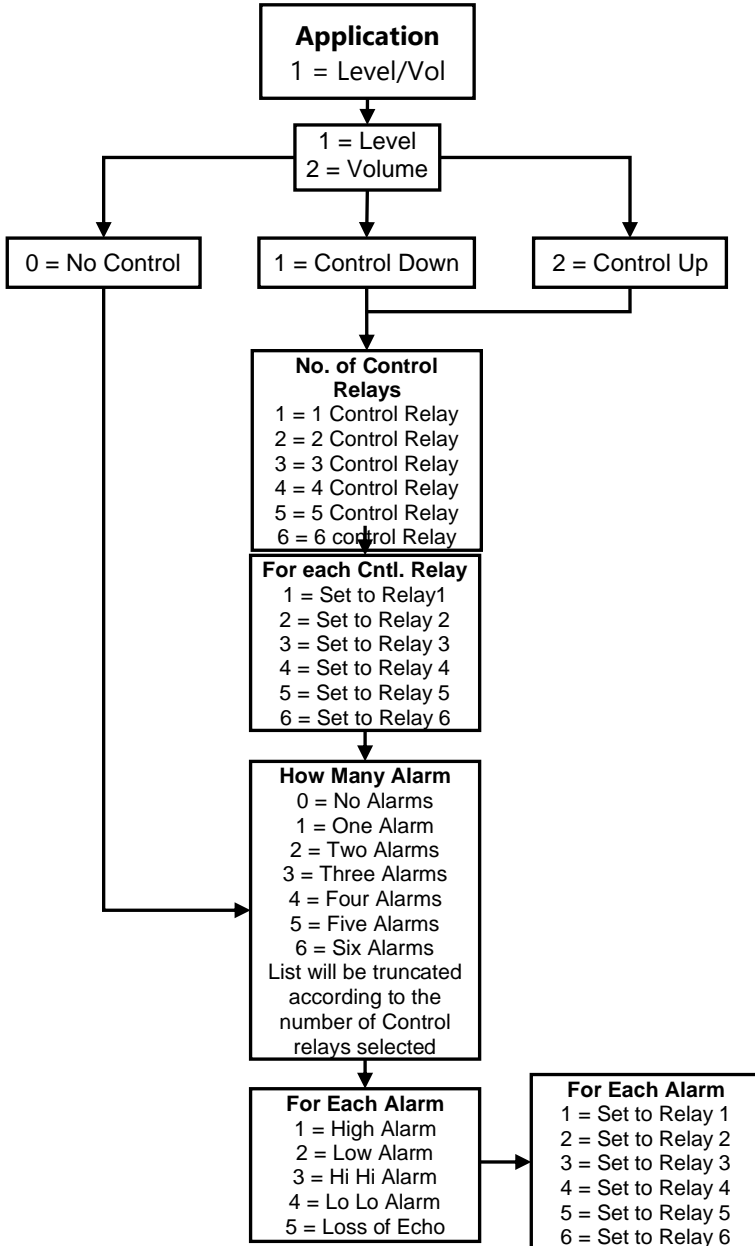 Application
1 = Level/Vol
1 = Level
2 = Volume
0 = No Control
1 = Control Down
2 = Control Up
No. of Control
Relays
1 = 1 Control Relay
2 = 2 Control Relay
3 = 3 Control Relay
4 = 4 Control Relay
5 = 5 Control Relay
6 = 6 control Relay
For each Cntl. Relay
1 = Set to Relay1
2 = Set to Relay 2
3 = Set to Relay 3
4 = Set to Relay 4
5 = Set to Relay 5
6 = Set to Relay 6
How Many Alarm
0 = No Alarms
1 = One Alarm
2 = Two Alarms
3 = Three Alarms
4 = Four Alarms
5 = Five Alarms
6 = Six Alarms
List will be truncated
according to the
number of Control
relays selected
For Each Alarm
1 = High Alarm
2 = Low Alarm
3 = Hi Hi Alarm
4 = Lo Lo Alarm
5 = Loss of Echo
For Each Alarm
1 = Set to Relay 1
2 = Set to Relay 2
3 = Set to Relay 3
4 = Set to Relay 4
5 = Set to Relay 5
6 = Set to Relay 6